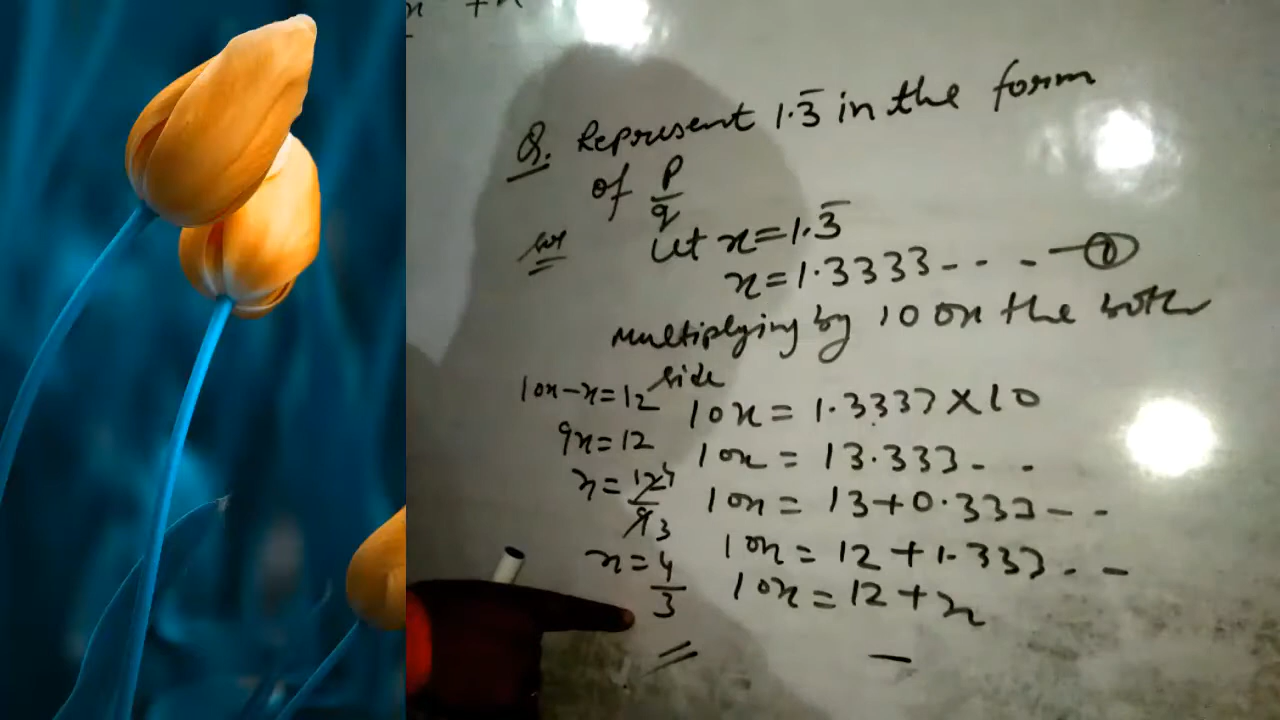 Q. Represent 1.3̅ in the form
of p/q
Let x = 1.3̅
x = 1.3333 - - - — ①
Multiplying by 10 on the both
side
10x = 1.3333 × 10
10x = 13.333 - -
10x = 13 + 0.333 - -
10x = 12 + 1.333 - -
10x = 12 + x
10x - x = 12
9x = 12
x = 12/9 4 3
x = 4/3